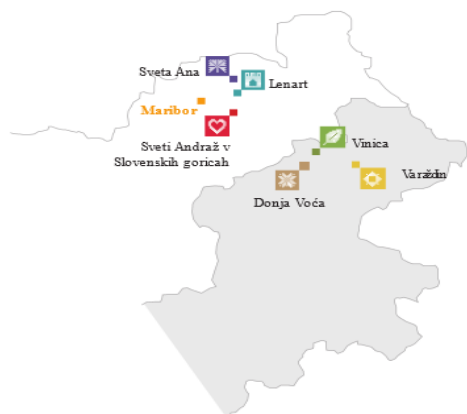 Sveta Ana
Lenart
Maribor
Sveti Andraž v
Slovenskih goricah
Vinica
Varaždin
Donja Voća